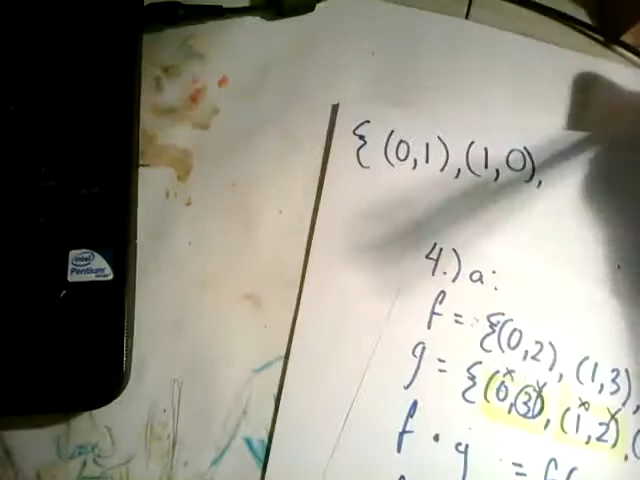 intel
Pentium
{ (0,1), (1,0),
4.) a:
f = {(0,2), (1,3),
g = {(0,3), (1,2), (
f · g = f(